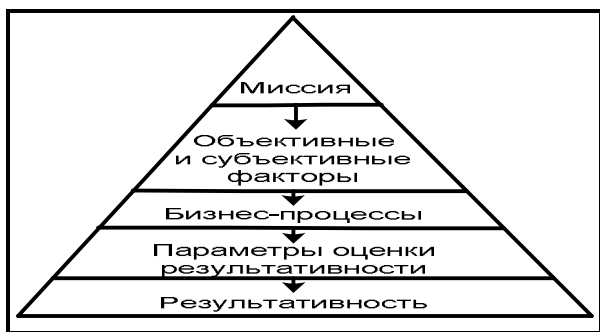 Миссия
Объективные
и субъективные
факторы
Бизнес-процессы
Параметры оценки
результативности
Результативность